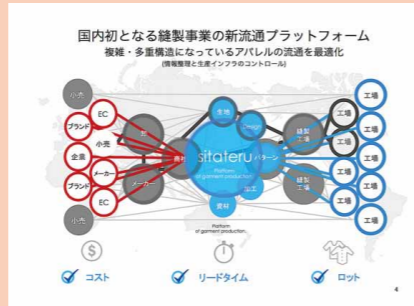 国内初となる縫製事業の新流通プラットフォーム
複雑・多重構造になっているアパレルの流通を最適化
(情報整理と生産インフラのコントロール)
小売
EC
ブランド
小売
企業
メーカー
ブランド
EC
小売
メーカー
商社
生地
Design
sitateru
Platform
of garment production
パターン
加工
資材
縫製
工場
縫製
工場
工場
工場
工場
工場
工場
工場
工場
工場
工場
Platform
of garment production
コスト
リードタイム
ロット
4